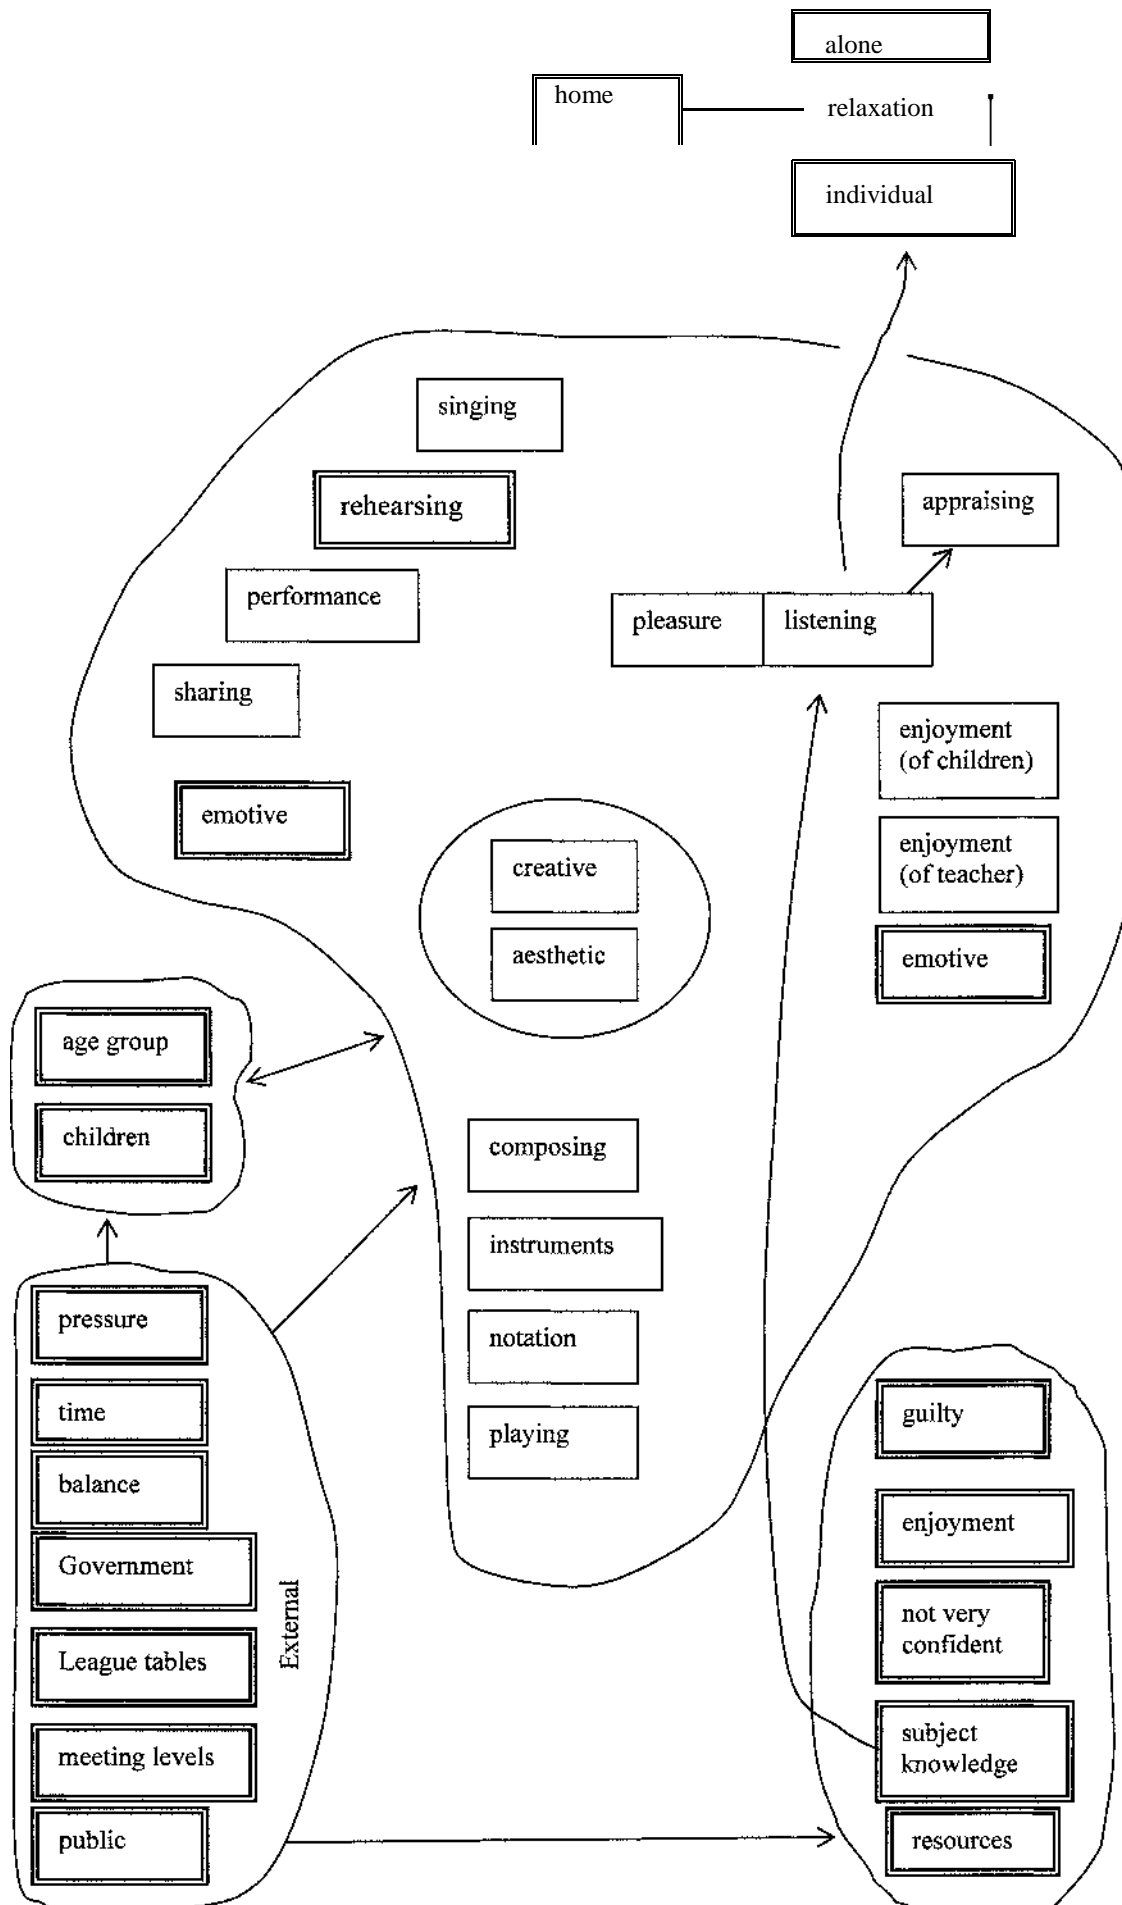 alone
home
relaxation
individual
singing
rehearsing
appraising
performance
pleasure
listening
sharing
enjoyment
(of children)
emotive
creative
enjoyment
(of teacher)
aesthetic
emotive
age group
children
composing
instruments
notation
playing
pressure
time
balance
Government
League tables
meeting levels
public
External
guilty
enjoyment
not very
confident
subject
knowledge
resources